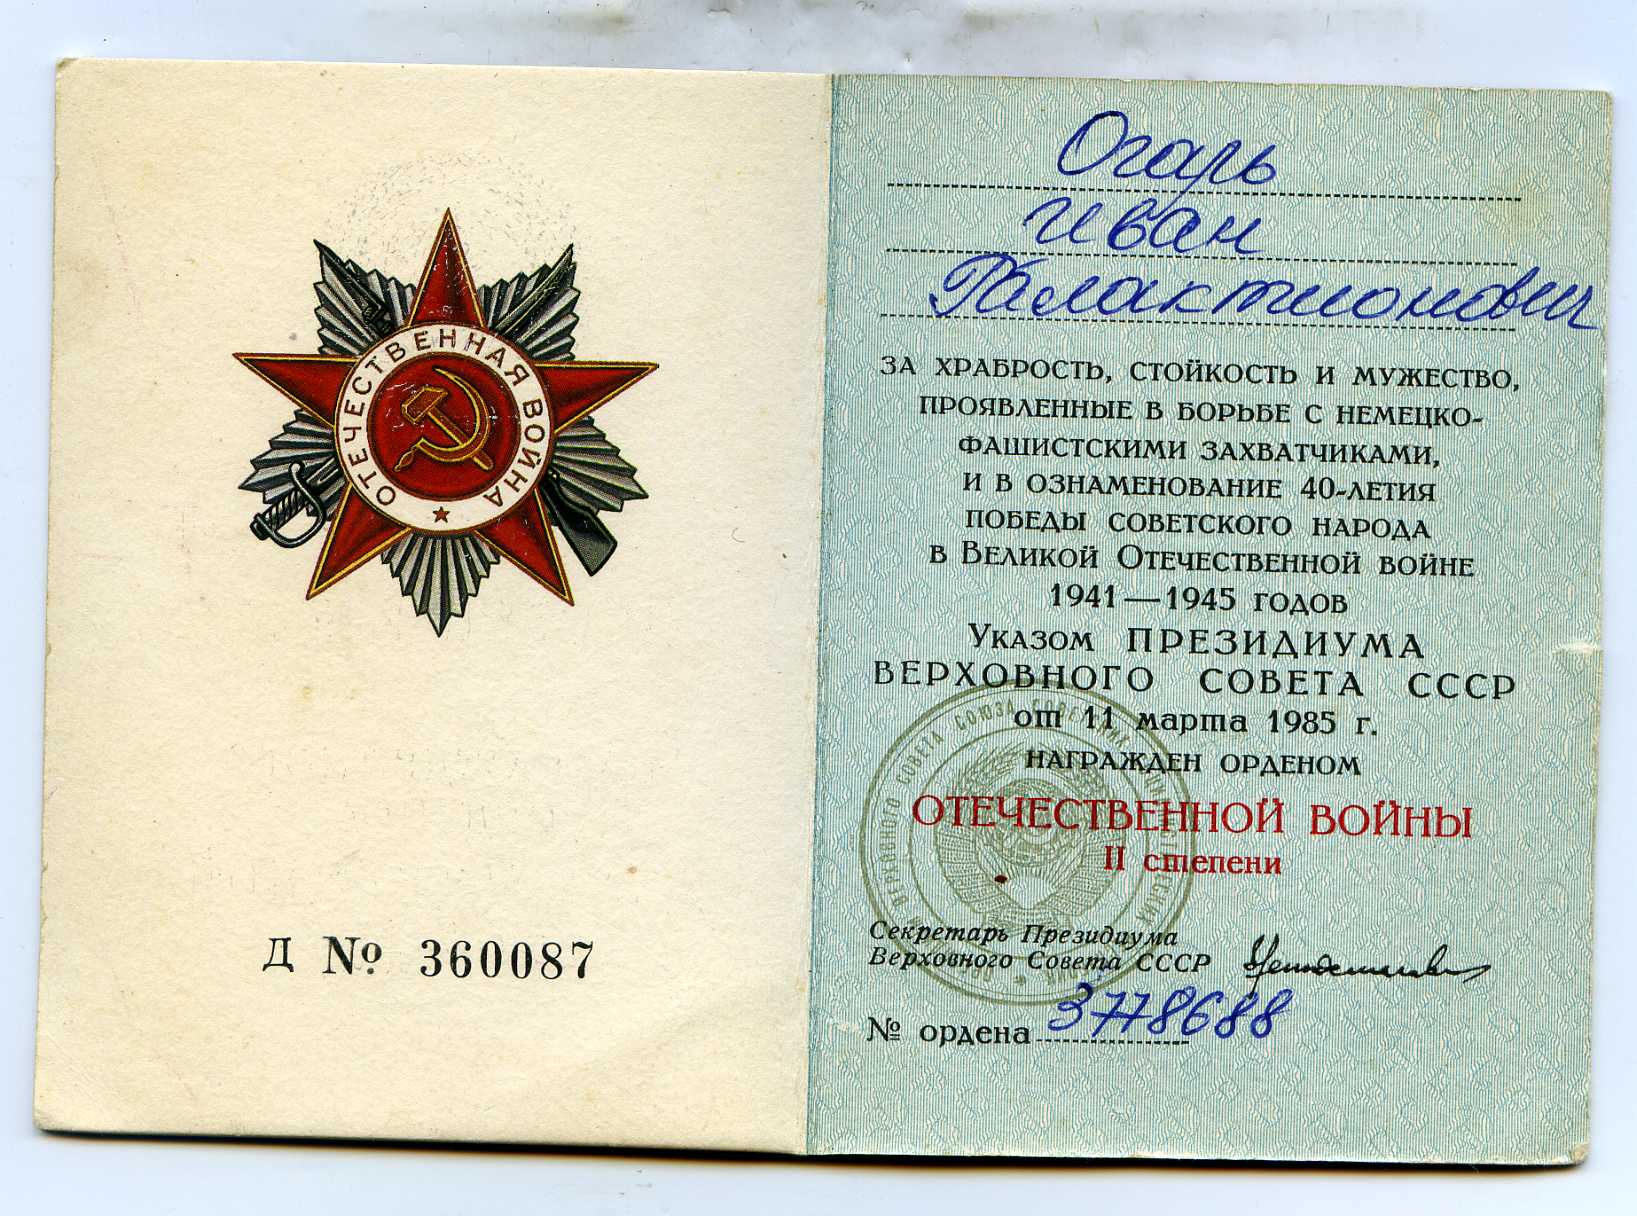 ОТЕЧЕСТВЕННАЯ ВОЙНА
Д № 360087
Огарь
Иван
Галактионович
ЗА ХРАБРОСТЬ, СТОЙКОСТЬ И МУЖЕСТВО,
ПРОЯВЛЕННЫЕ В БОРЬБЕ С НЕМЕЦКО-
ФАШИСТСКИМИ ЗАХВАТЧИКАМИ,
И В ОЗНАМЕНОВАНИЕ 40-ЛЕТИЯ
ПОБЕДЫ СОВЕТСКОГО НАРОДА
В ВЕЛИКОЙ ОТЕЧЕСТВЕННОЙ ВОЙНЕ
1941—1945 ГОДОВ
УКАЗОМ ПРЕЗИДИУМА
ВЕРХОВНОГО СОВЕТА СССР
от 11 марта 1985 г.
НАГРАЖДЕН ОРДЕНОМ
ОТЕЧЕСТВЕННОЙ ВОЙНЫ
II степени
Секретарь Президиума
Верховного Совета СССР
№ ордена 3778688